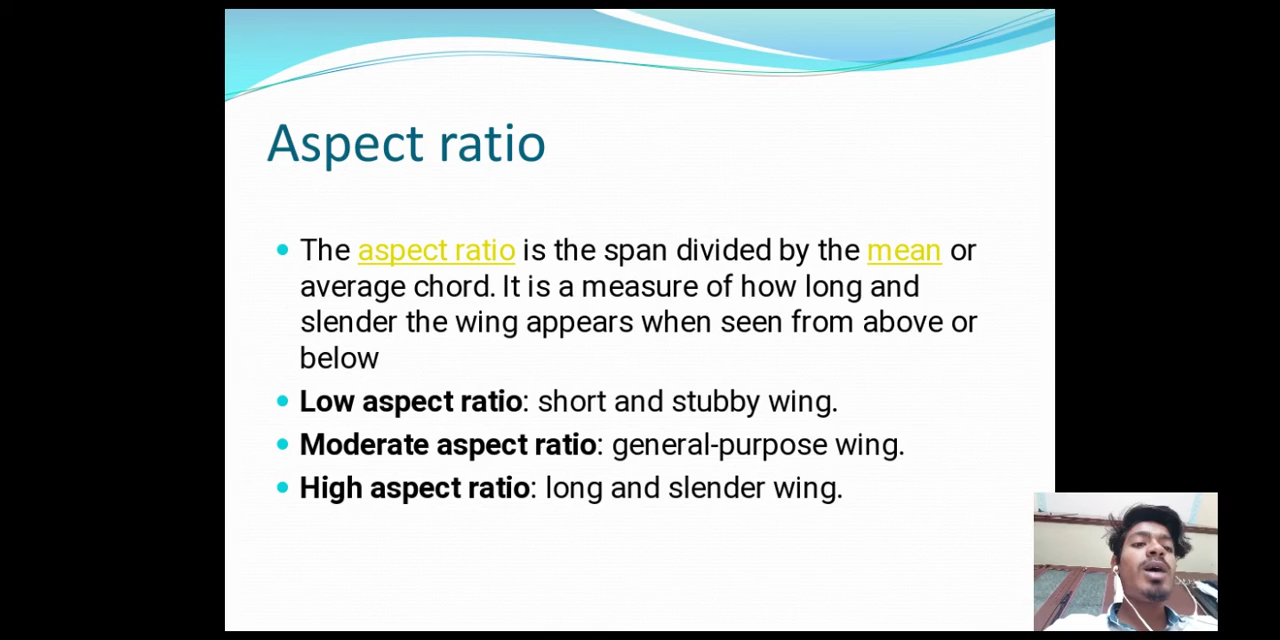 Aspect ratio
The aspect ratio is the span divided by the mean or
average chord. It is a measure of how long and
slender the wing appears when seen from above or
below
Low aspect ratio: short and stubby wing.
Moderate aspect ratio: general-purpose wing.
High aspect ratio: long and slender wing.